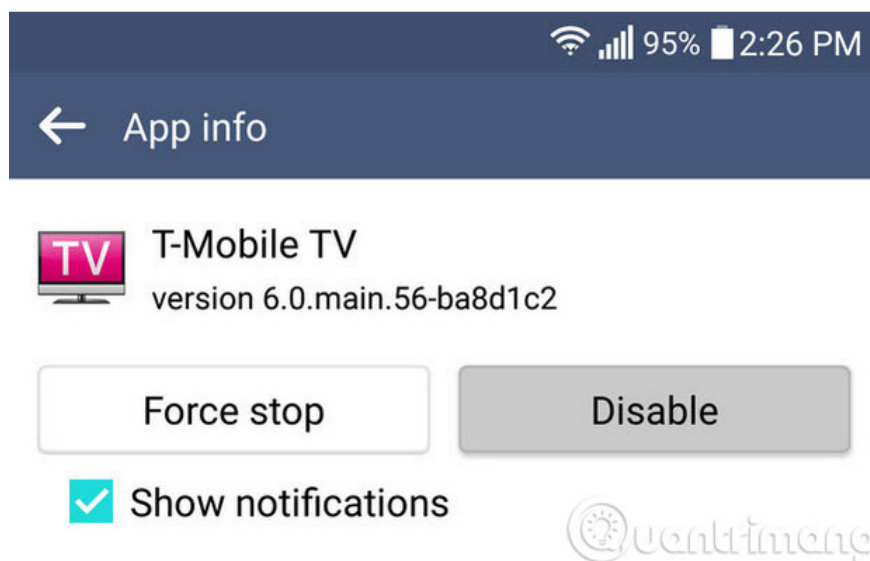 95% 2:26 PM
App info
TV
T-Mobile TV
version 6.0.main.56-ba8d1c2
Force stop
Disable
Show notifications
Quantrimang